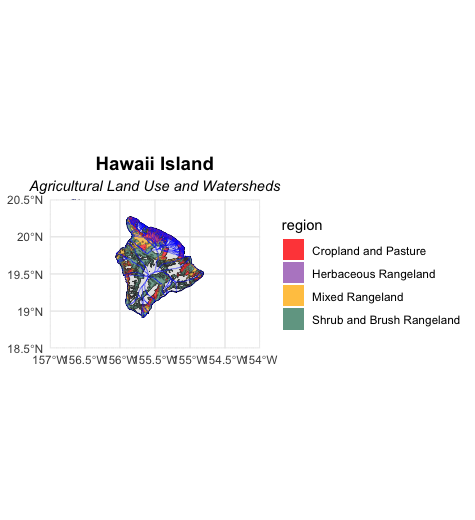 Hawaii Island
Agricultural Land Use and Watersheds
20.5°N
20°N
19.5°N
19°N
18.5°N
157°W 156.5°W 156°W 155.5°W 155°W 154.5°W 154°W
region
Cropland and Pasture
Herbaceous Rangeland
Mixed Rangeland
Shrub and Brush Rangeland